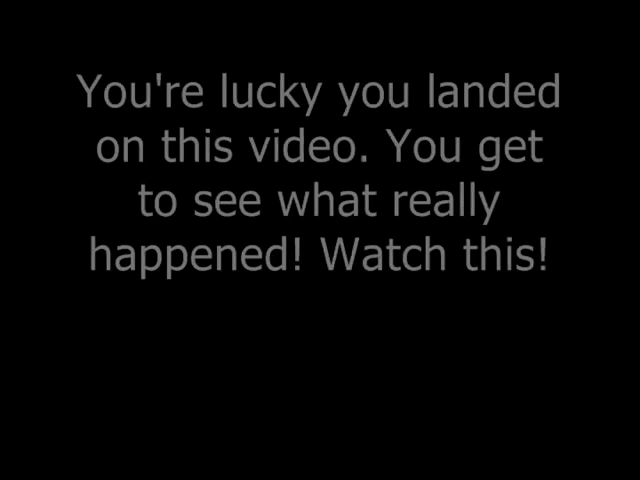 You're lucky you landed
on this video. You get
to see what really
happened! Watch this!